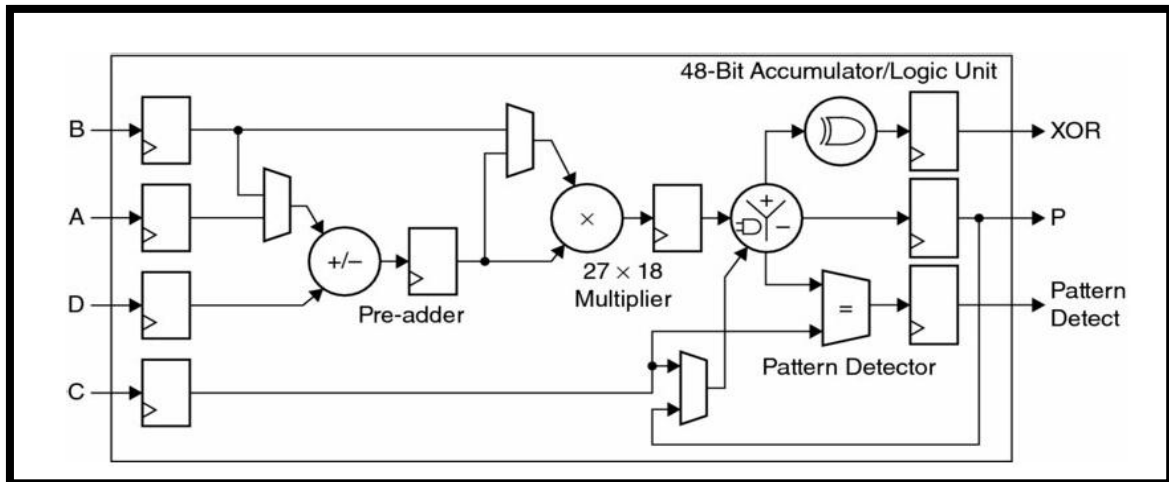 48-Bit Accumulator/Logic Unit
B
XOR
A
×
+
−
P
+/−
27 × 18
Multiplier
D
Pre-adder
=
Pattern
Detect
Pattern Detector
C